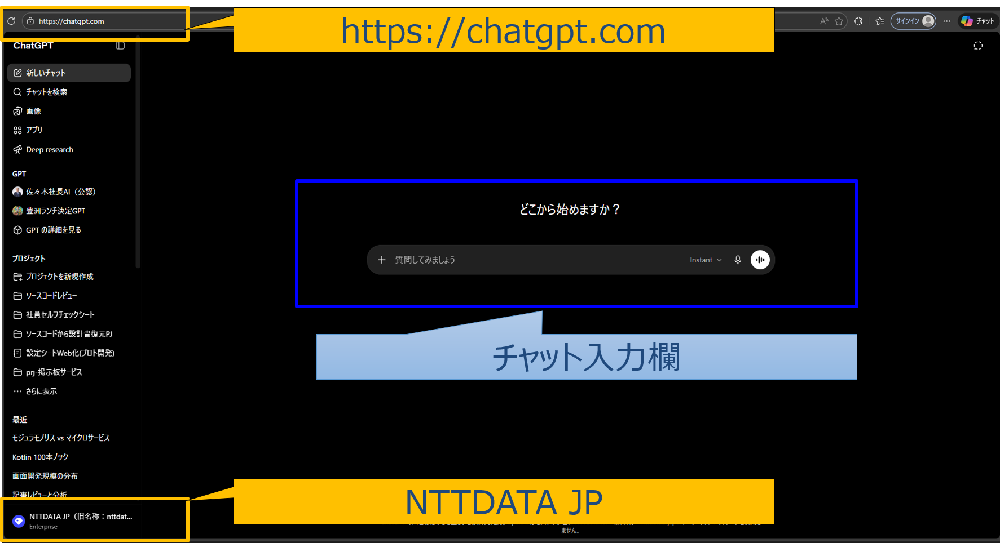 https://chatgpt.com
https://chatgpt.com
サインイン
チャット
ChatGPT
新しいチャット
チャットを検索
画像
アプリ
Deep research
GPT
佐々木社長AI（公認）
豊洲ランチ決定GPT
GPT の詳細を見る
プロジェクト
プロジェクトを新規作成
ソースコードレビュー
社員セルフチェックシート
ソースコードから設計書復元PJ
設定シートWeb化(プロト開発)
prj-掲示板サービス
さらに表示
最近
モジュラモノリス vs マイクロサービス
Kotlin 100本ノック
画面開発規模の分布
記事レビューと分析
NTTDATA JP（旧名称：nttdat...
Enterprise
どこから始めますか？
質問してみましょう
Instant
チャット入力欄
NTTDATA JP
ません。